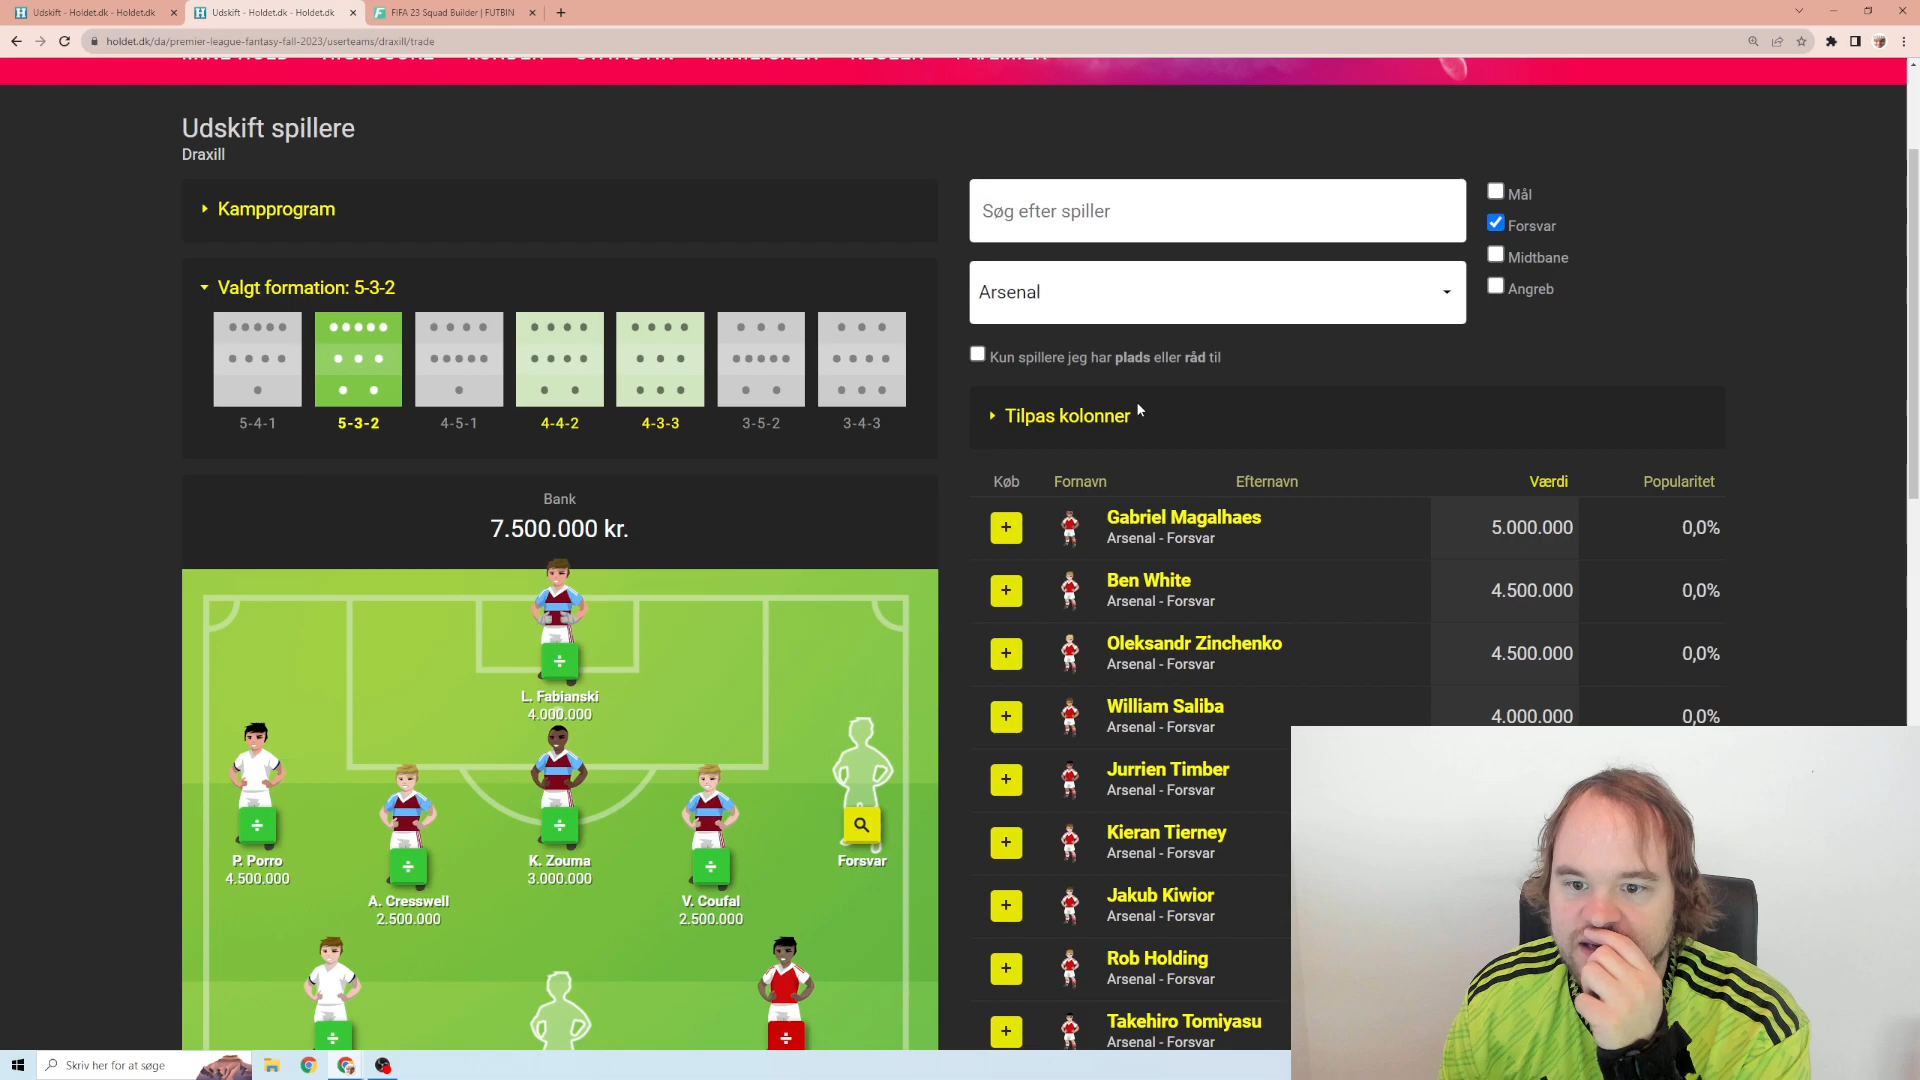 Udskift - Holdet.dk - Holdet.dk
Udskift - Holdet.dk - Holdet.dk
FIFA 23 Squad Builder | FUTBIN
holdet.dk/da/premier-league-fantasy-fall-2023/userteams/draxill/trade
Udskift spillere
Draxill
Kampprogram
Valgt formation: 5-3-2
5-4-1
5-3-2
4-5-1
4-4-2
4-3-3
3-5-2
3-4-3
Bank
7.500.000 kr.
L. Fabianski
4.000.000
P. Porro
4.500.000
A. Cresswell
2.500.000
K. Zouma
3.000.000
V. Coufal
2.500.000
Forsvar
Søg efter spiller
Arsenal
Mål
Forsvar
Midtbane
Angreb
Kun spillere jeg har plads eller råd til
Tilpas kolonner
Køb Fornavn Efternavn Værdi Popularitet
Gabriel Magalhaes
Arsenal - Forsvar
5.000.000 0,0%
Ben White
Arsenal - Forsvar
4.500.000 0,0%
Oleksandr Zinchenko
Arsenal - Forsvar
4.500.000 0,0%
William Saliba
Arsenal - Forsvar
4.000.000 0,0%
Jurrien Timber
Arsenal - Forsvar
Kieran Tierney
Arsenal - Forsvar
Jakub Kiwior
Arsenal - Forsvar
Rob Holding
Arsenal - Forsvar
Takehiro Tomiyasu
Arsenal - Forsvar
Skriv her for at søge